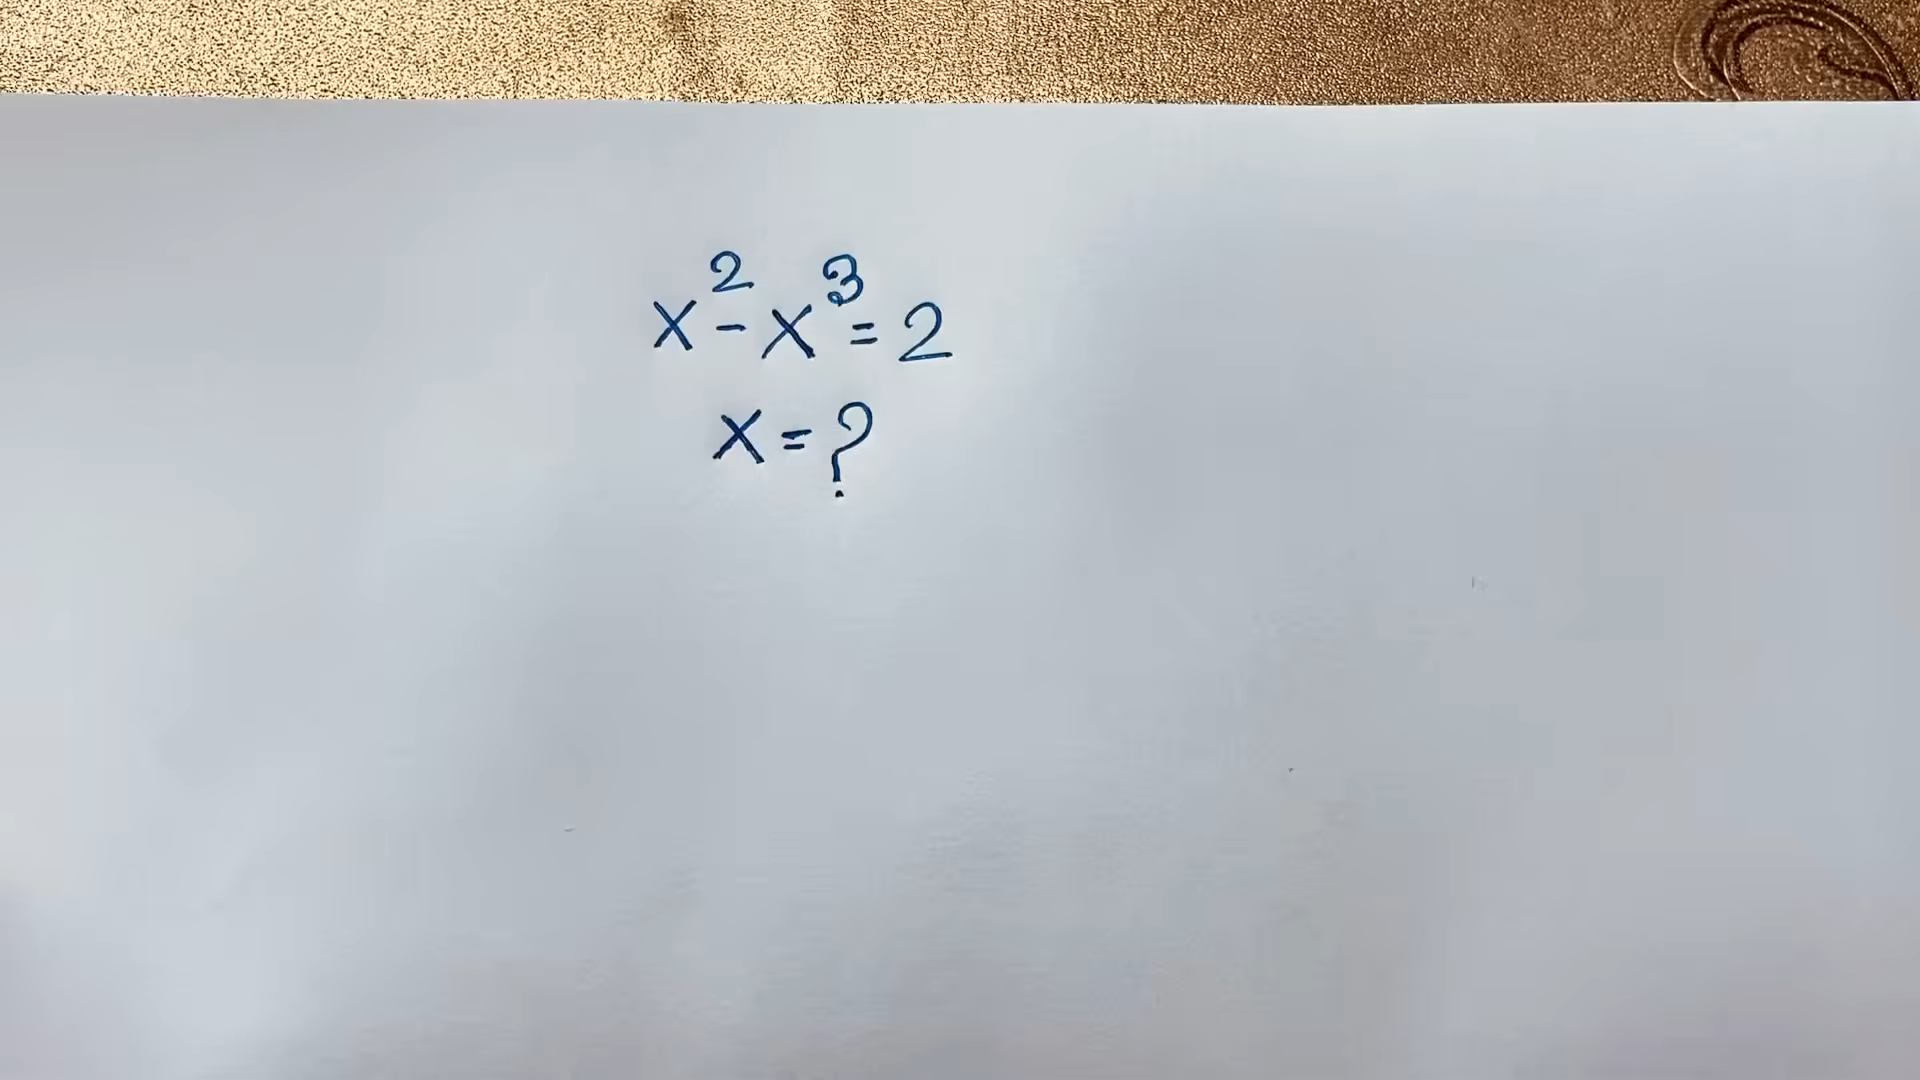 x² - x³ = 2
x = ?